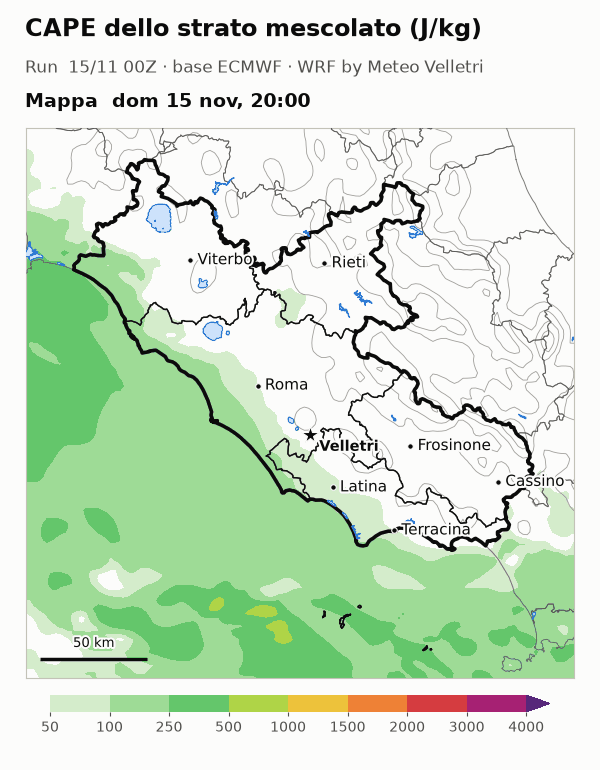 CAPE dello strato mescolato (J/kg)
Run  15/11 00Z · base ECMWF · WRF by Meteo Velletri
Mappa  dom 15 nov, 20:00
Viterbo
Rieti
Roma
Velletri
Frosinone
Latina
Cassino
Terracina
50 km
50 100 250 500 1000 1500 2000 3000 4000